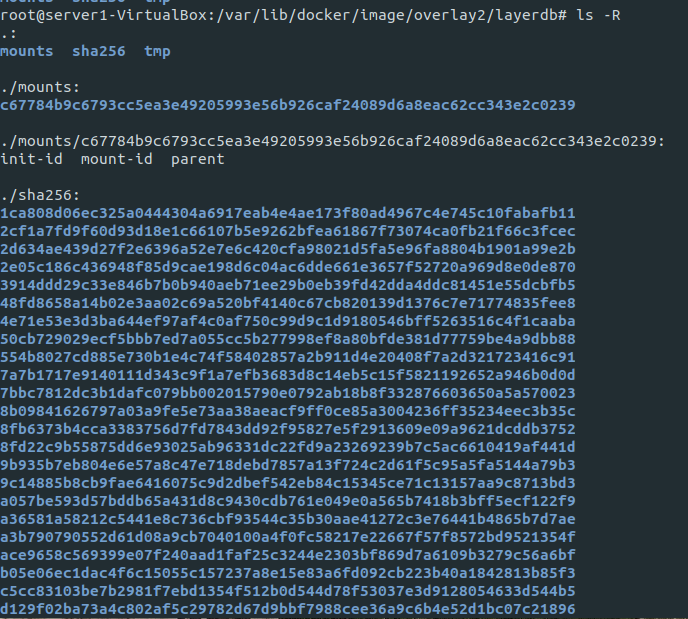 root@server1-VirtualBox:/var/lib/docker/image/overlay2/layerdb# ls -R
.:
mounts  sha256  tmp
./mounts:
c67784b9c6793cc5ea3e49205993e56b926caf24089d6a8eac62cc343e2c0239
./mounts/c67784b9c6793cc5ea3e49205993e56b926caf24089d6a8eac62cc343e2c0239:
init-id  mount-id  parent
./sha256:
1ca808d06ec325a0444304a6917eab4e4ae173f80ad4967c4e745c10fabafb11
2cf1a7fd9f60d93d18e1c66107b5e9262bfea61867f73074ca0fb21f66c3fcec
2d634ae439d27f2e6396a52e7e6c420cfa98021d5fa5e96fa8804b1901a99e2b
2e05c186c436948f85d9cae198d6c04ac6dde661e3657f52720a969d8e0de870
3914ddd29c33e846b7b0b940aeb71ee29b0eb39fd42dda4ddc81451e55dcbfb5
48fd8658a14b02e3aa02c69a520bf4140c67cb820139d1376c7e71774835fee8
4e71e53e3d3ba644ef97af4c0af750c99d9c1d9180546bff5263516c4f1caaba
50cb729029ecf5bbb7ed7a055cc5b277998ef8a80bfde381d77759be4a9dbb88
554b8027cd885e730b1e4c74f58402857a2b911d4e20408f7a2d321723416c91
7a7b1717e9140111d343c9f1a7efb3683d8c14eb5c15f5821192652a946b0d0d
7bbc7812dc3b1dafc079bb002015790e0792ab18b8f332876603650a5a570023
8b09841626797a03a9fe5e73aa38aeacf9ff0ce85a3004236ff35234eec3b35c
8fb6373b4cca3383756d7fd7843dd92f95827e5f2913609e09a9621dcddb3752
8fd22c9b55875dd6e93025ab96331dc22fd9a23269239b7c5ac6610419af441d
9b935b7eb804e6e57a8c47e718debd7857a13f724c2d61f5c95a5fa5144a79b3
9c14885b8cb9fae6416075c9d2dbef542eb84c15345ce71c13157aa9c8713bd3
a057be593d57bddb65a431d8c9430cdb761e049e0a565b7418b3bff5ecf122f9
a36581a58212c5441e8c736cbf93544c35b30aae41272c3e76441b4865b7d7ae
a3b790790552d61d08a9cb7040100a4f0fc58217e22667f57f8572bd9521354f
ace9658c569399e07f240aad1faf25c3244e2303bf869d7a6109b3279c56a6bf
b05e06ec1dac4f6c15055c157237a8e15e83a6fd092cb223b40a1842813b85f3
c5cc83103be7b2981f7ebd1354f512b0d544d78f53037e3d9128054633d544b5
d129f02ba73a4c802af5c29782d67d9bbf7988cee36a9c6b4e52d1bc07c21896